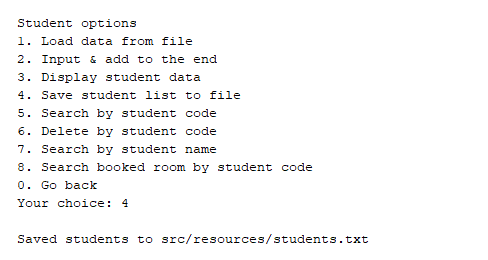 Student options
1. Load data from file
2. Input & add to the end
3. Display student data
4. Save student list to file
5. Search by student code
6. Delete by student code
7. Search by student name
8. Search booked room by student code
0. Go back
Your choice: 4
Saved students to src/resources/students.txt